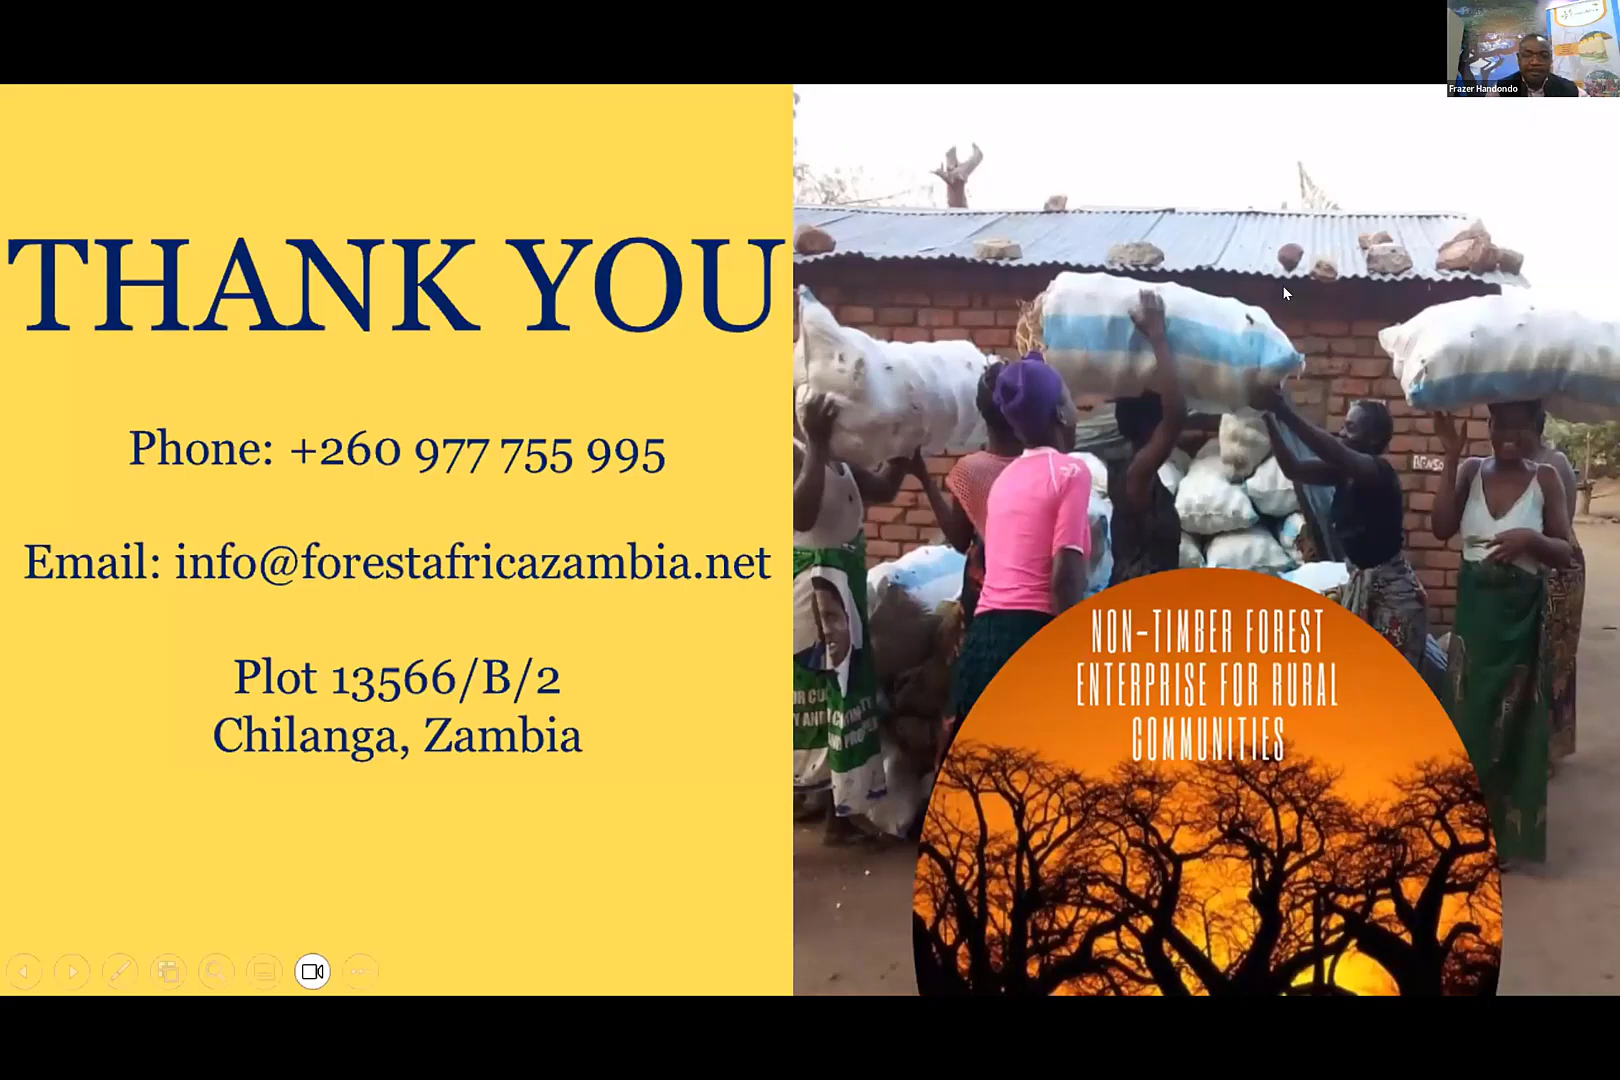 Frazer Handondo
THANK YOU
Phone: +260 977 755 995
Email: info@forestafricazambia.net
Plot 13566/B/2
Chilanga, Zambia
NON-TIMBER FOREST
ENTERPRISE FOR RURAL
COMMUNITIES